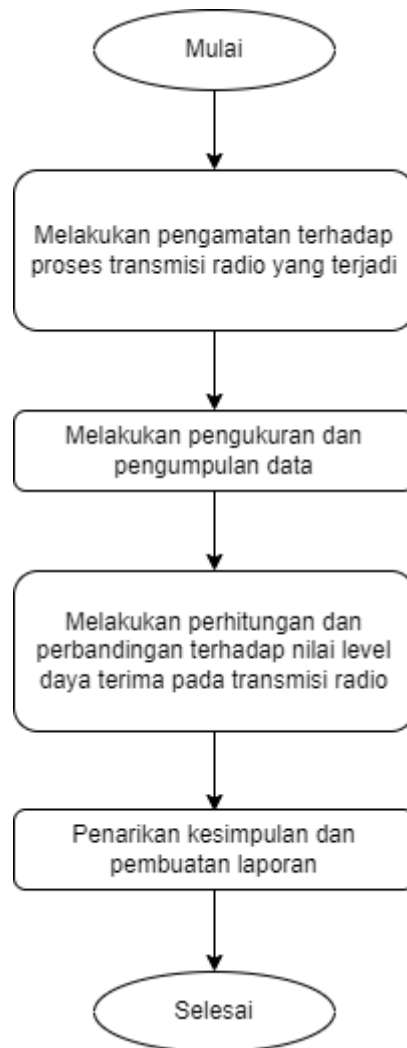 Mulai
Melakukan pengamatan terhadap
proses transmisi radio yang terjadi
Melakukan pengukuran dan
pengumpulan data
Melakukan perhitungan dan
perbandingan terhadap nilai level
daya terima pada transmisi radio
Penarikan kesimpulan dan
pembuatan laporan
Selesai